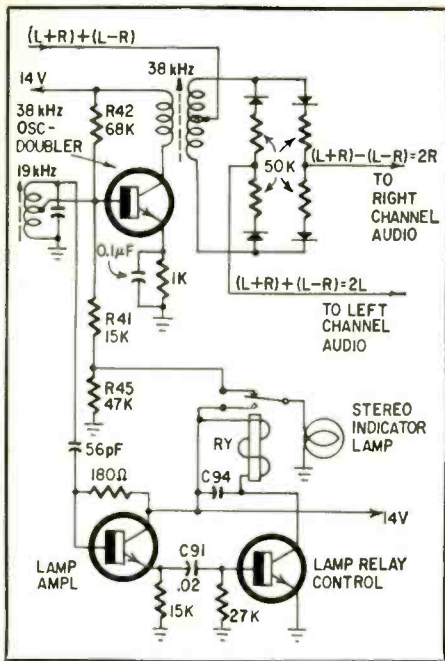 (L+R)+(L-R)
14V
38 kHz
R42
68K
38 kHz
OSC-
DOUBLER
19 kHz
50K
(L+R)-(L-R)=2R
TO
RIGHT
CHANNEL
AUDIO
0.1µF
1K
(L+R)+(L-R)=2L
TO LEFT
CHANNEL
AUDIO
R41
15K
R45
47K
STEREO
INDICATOR
LAMP
RY
56pF
180Ω
C94
14V
LAMP
AMPL
C91
.02
LAMP RELAY
CONTROL
15K
27K